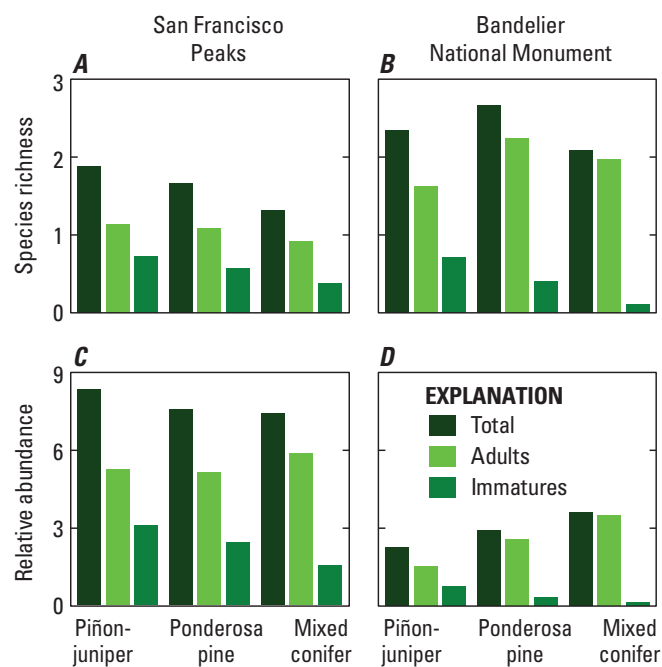 San Francisco
Peaks
Bandelier
National Monument
A
B
Species richness
3
2
1
0
C
D
Relative abundance
9
6
3
0
EXPLANATION
Total
Adults
Immatures
Piñon-
juniper
Ponderosa
pine
Mixed
conifer
Piñon-
juniper
Ponderosa
pine
Mixed
conifer